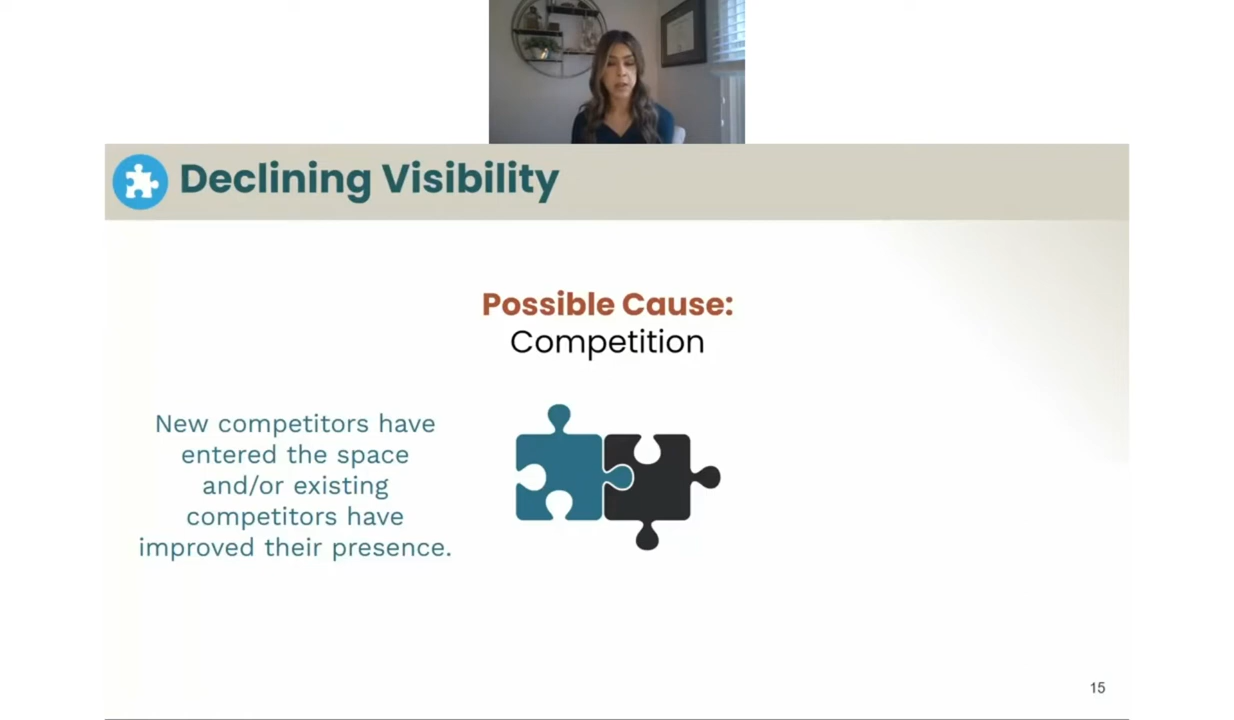 Declining Visibility
Possible Cause:
Competition
New competitors have
entered the space
and/or existing
competitors have
improved their presence.
15